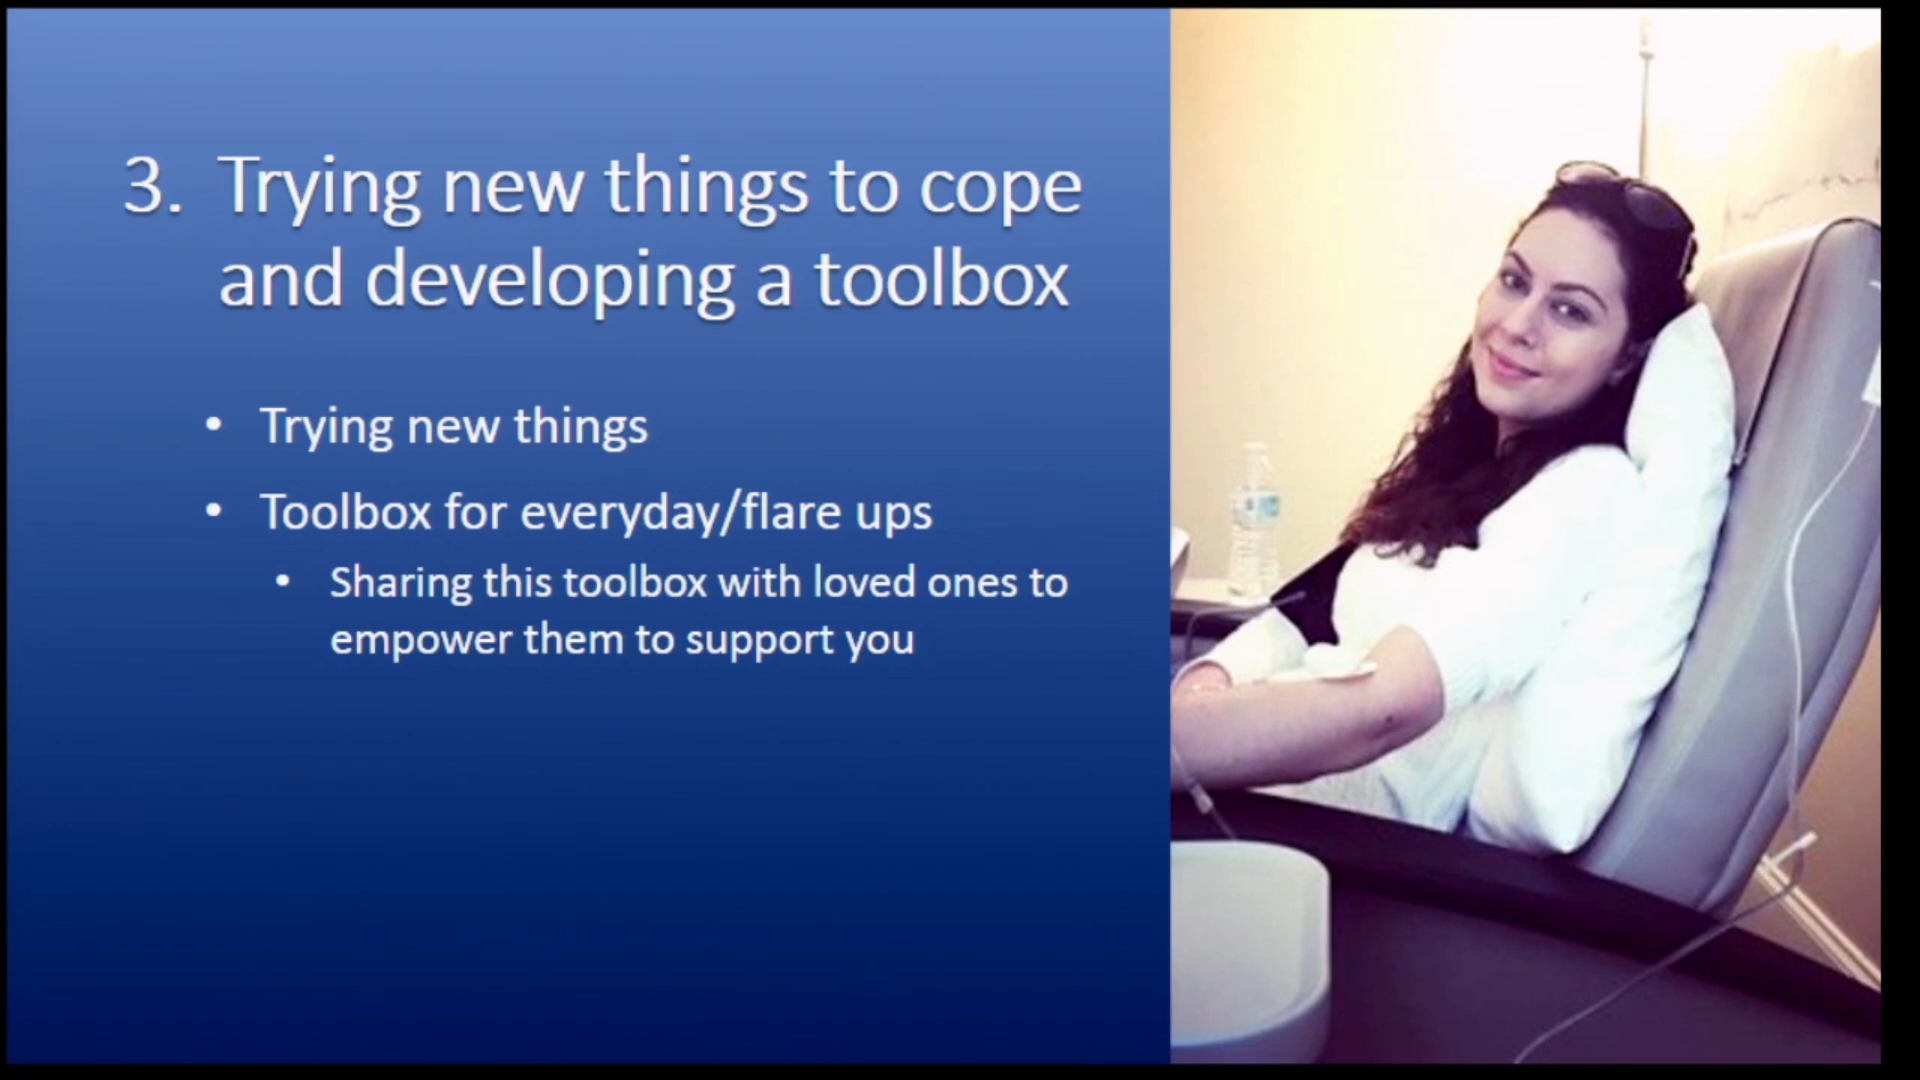 3. Trying new things to cope
and developing a toolbox
• Trying new things
• Toolbox for everyday/flare ups
• Sharing this toolbox with loved ones to
empower them to support you